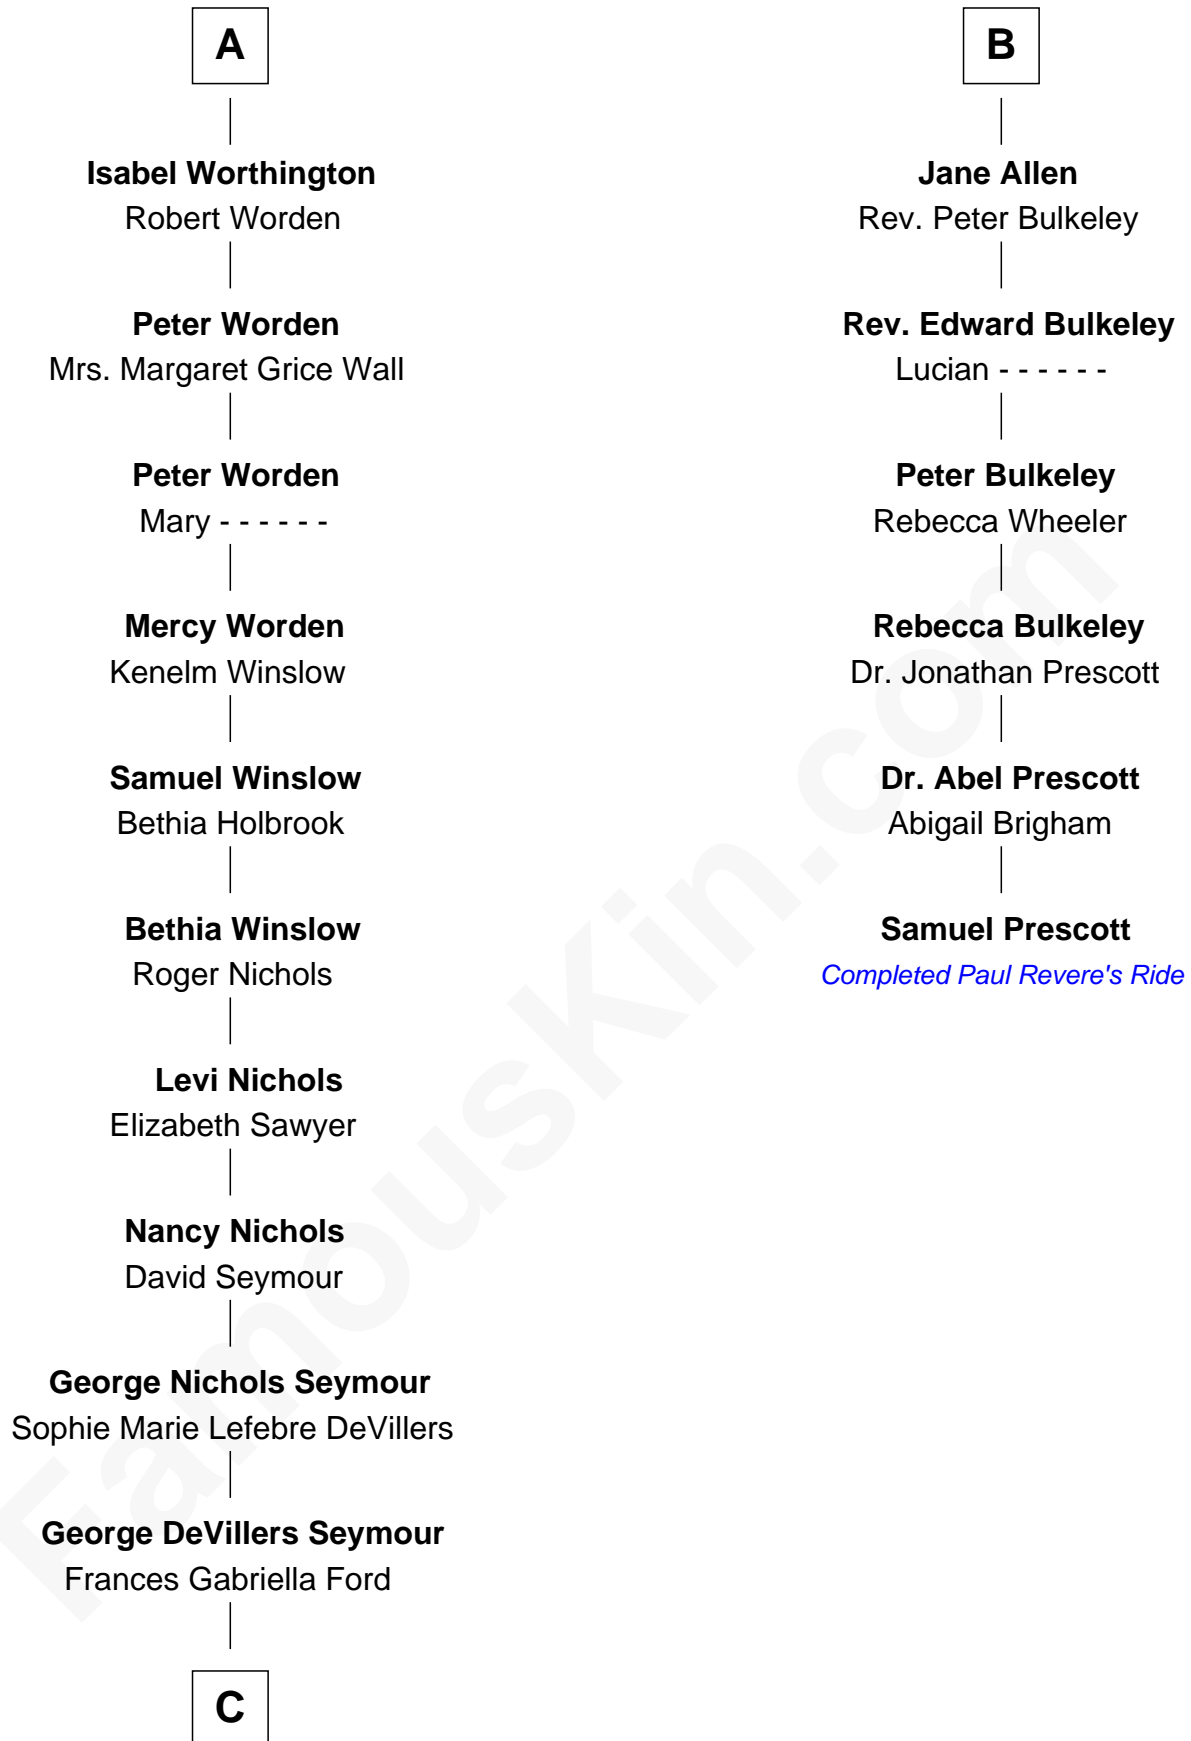 A
Isabel Worthington
Robert Worden
Peter Worden
Mrs. Margaret Grice Wall
Peter Worden
Mary - - - - - -
Mercy Worden
Kenelm Winslow
Samuel Winslow
Bethia Holbrook
Bethia Winslow
Roger Nichols
Levi Nichols
Elizabeth Sawyer
Nancy Nichols
David Seymour
George Nichols Seymour
Sophie Marie Lefebre DeVillers
George DeVillers Seymour
Frances Gabriella Ford
C
B
Jane Allen
Rev. Peter Bulkeley
Rev. Edward Bulkeley
Lucian - - - - - -
Peter Bulkeley
Rebecca Wheeler
Rebecca Bulkeley
Dr. Jonathan Prescott
Dr. Abel Prescott
Abigail Brigham
Samuel Prescott
Completed Paul Revere's Ride
FamousKin.com